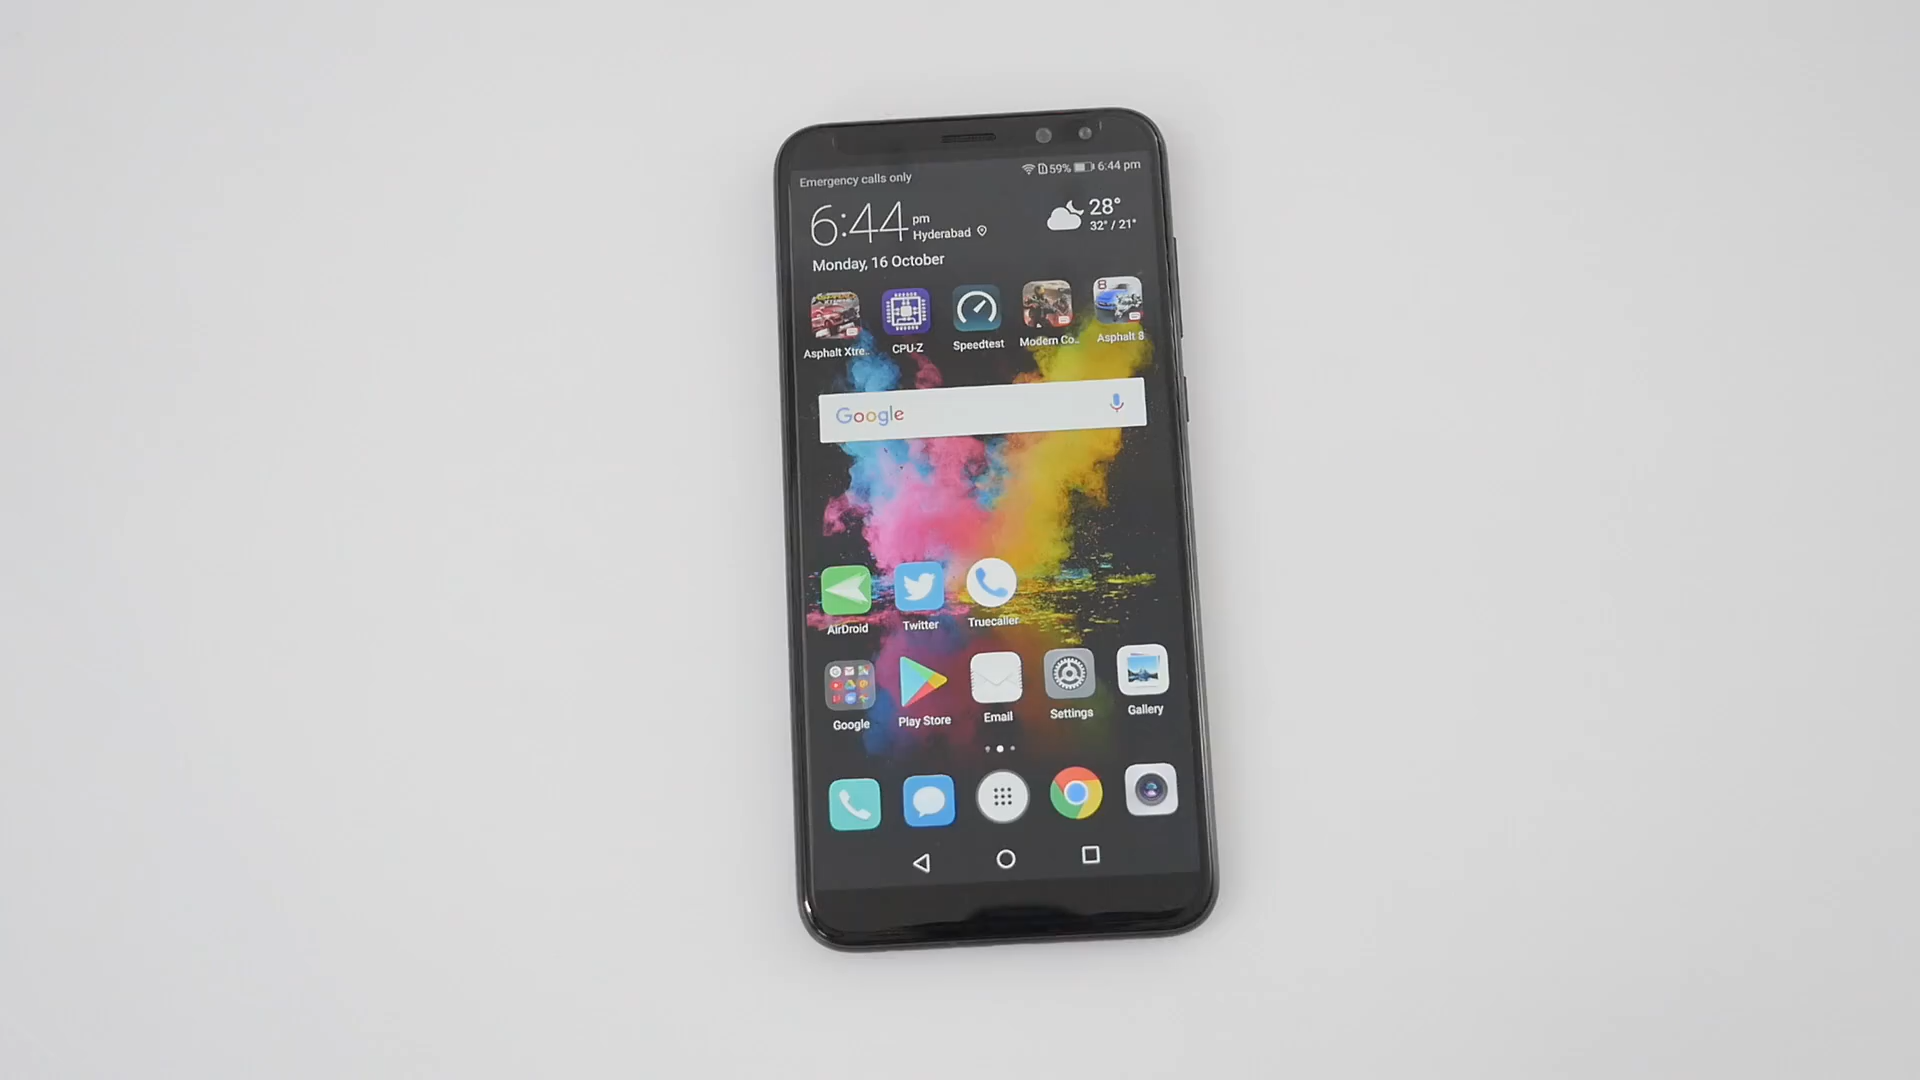 Emergency calls only
59% 6:44 pm
6:44 pm
Hyderabad
28°
32° / 21°
Monday, 16 October
Asphalt Xtre..
CPU-Z
Speedtest
Modern Co..
Asphalt 8
Google
AirDroid
Twitter
Truecaller
Google
Play Store
Email
Settings
Gallery